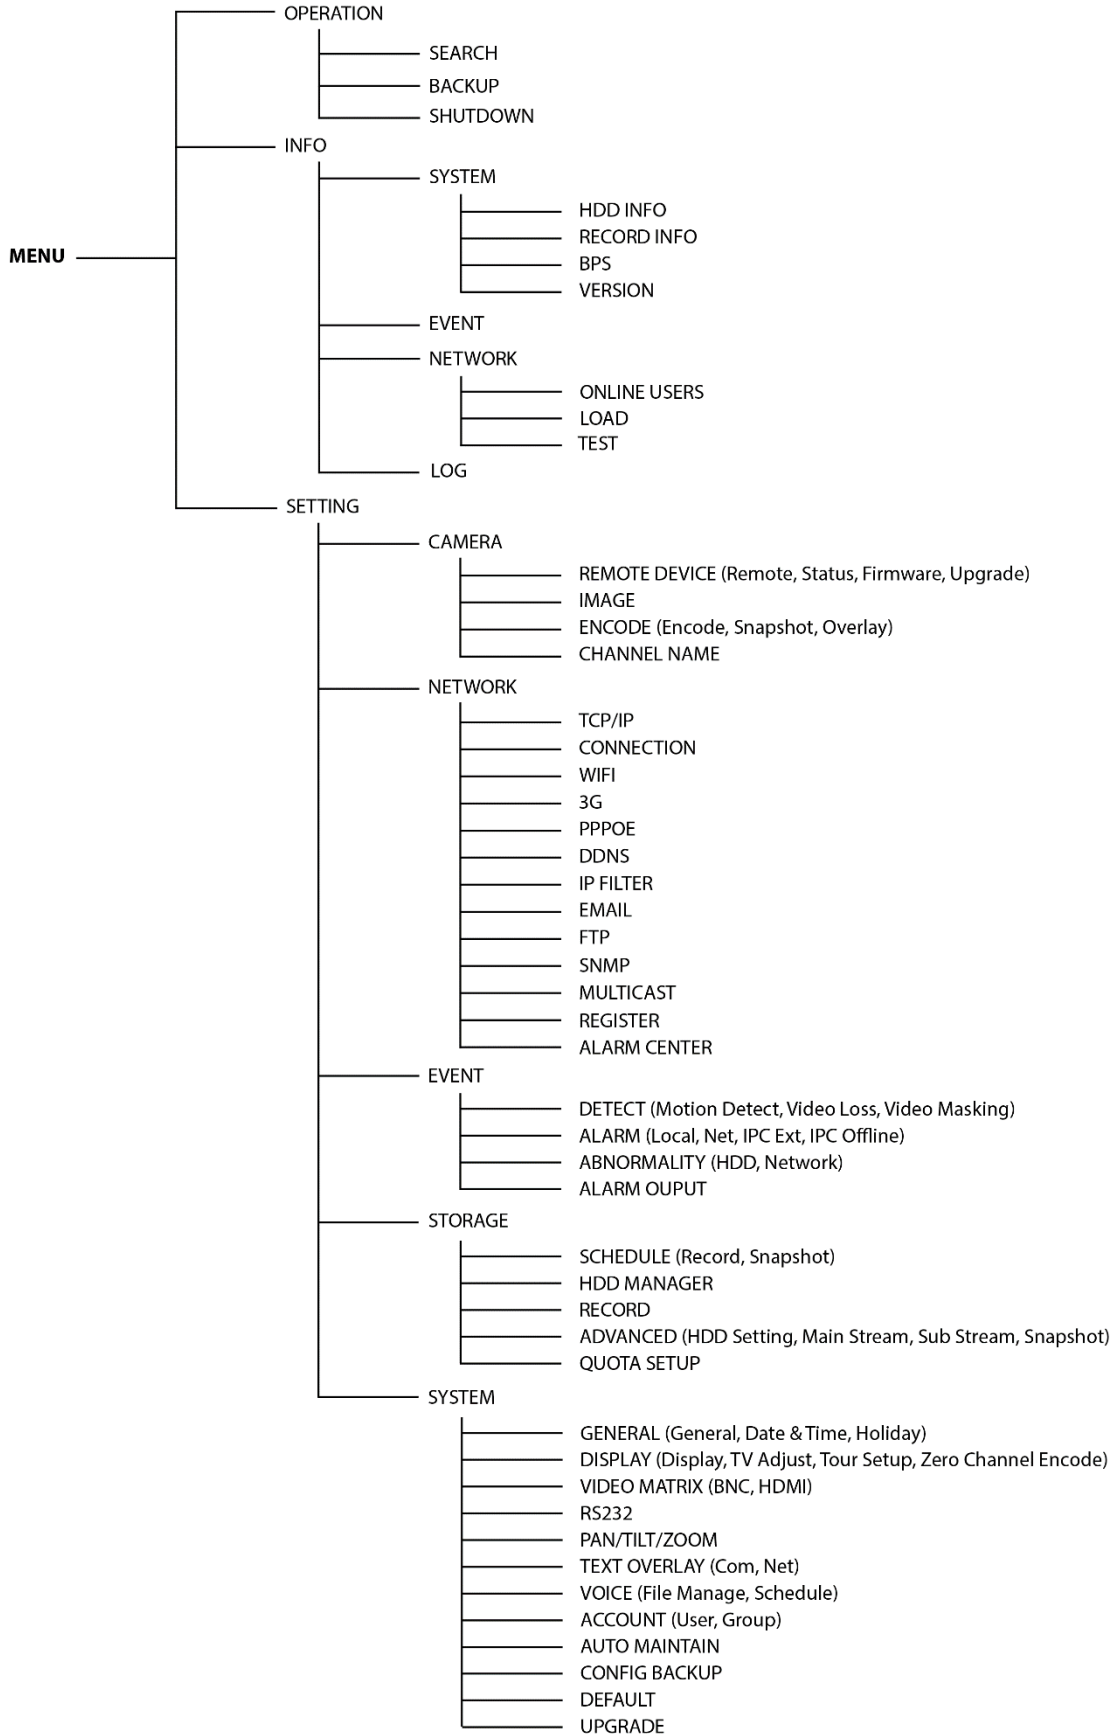 OPERATION
SEARCH
BACKUP
SHUTDOWN
INFO
SYSTEM
HDD INFO
RECORD INFO
MENU
BPS
VERSION
EVENT
NETWORK
ONLINE USERS
LOAD
TEST
LOG
SETTING
CAMERA
REMOTE DEVICE (Remote, Status, Firmware, Upgrade)
IMAGE
ENCODE (Encode, Snapshot, Overlay)
CHANNEL NAME
NETWORK
TCP/IP
CONNECTION
WIFI
3G
PPPOE
DDNS
IP FILTER
EMAIL
FTP
SNMP
MULTICAST
REGISTER
ALARM CENTER
EVENT
DETECT (Motion Detect, Video Loss, Video Masking)
ALARM (Local, Net, IPC Ext, IPC Offline)
ABNORMALITY (HDD, Network)
ALARM OUPUT
STORAGE
SCHEDULE (Record, Snapshot)
HDD MANAGER
RECORD
ADVANCED (HDD Setting, Main Stream, Sub Stream, Snapshot)
QUOTA SETUP
SYSTEM
GENERAL (General, Date & Time, Holiday)
DISPLAY (Display, TV Adjust, Tour Setup, Zero Channel Encode)
VIDEO MATRIX (BNC, HDMI)
RS232
PAN/TILT/ZOOM
TEXT OVERLAY (Com, Net)
VOICE (File Manage, Schedule)
ACCOUNT (User, Group)
AUTO MAINTAIN
CONFIG BACKUP
DEFAULT
UPGRADE